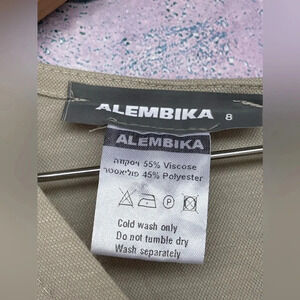 ALEMBIKA 8
ALEMBIKA
ויסקוזה 55% Viscose
פוליאסטר 45% Polyester
P
Cold wash only
Do not tumble dry
Wash separately